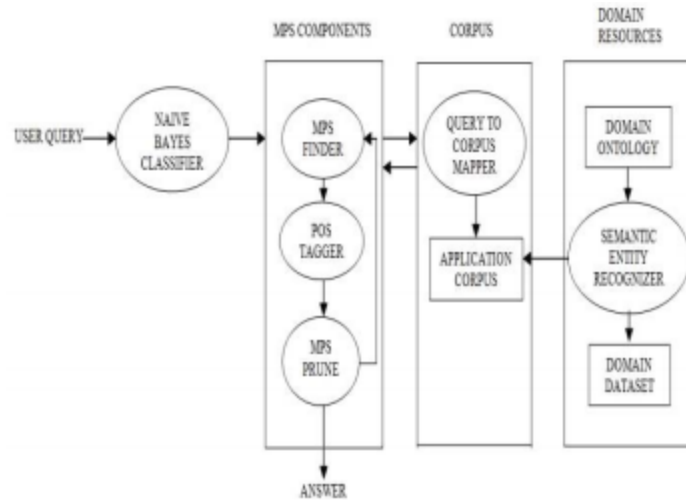 MPS COMPONENTS
CORPUS
DOMAIN
RESOURCES
USER QUERY
NAIVE
BAYES
CLASSIFIER
MPS
FINDER
POS
TAGGER
MPS
PRUNE
ANSWER
QUERY TO
CORPUS
MAPPER
APPLICATION
CORPUS
DOMAIN
ONTOLOGY
SEMANTIC
ENTITY
RECOGNIZER
DOMAIN
DATASET